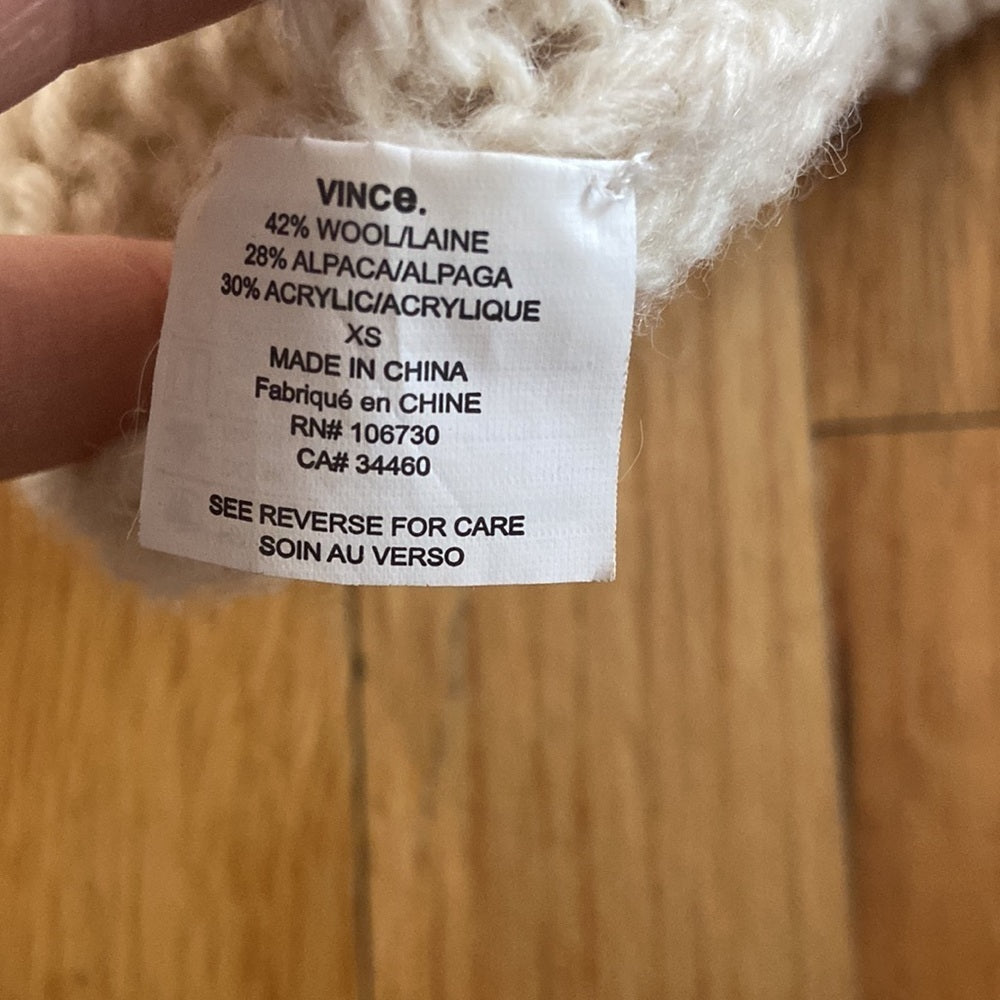 VINCe.
42% WOOL/LAINE
28% ALPACA/ALPAGA
30% ACRYLIC/ACRYLIQUE
XS
MADE IN CHINA
Fabriqué en CHINE
RN# 106730
CA# 34460
SEE REVERSE FOR CARE
SOIN AU VERSO